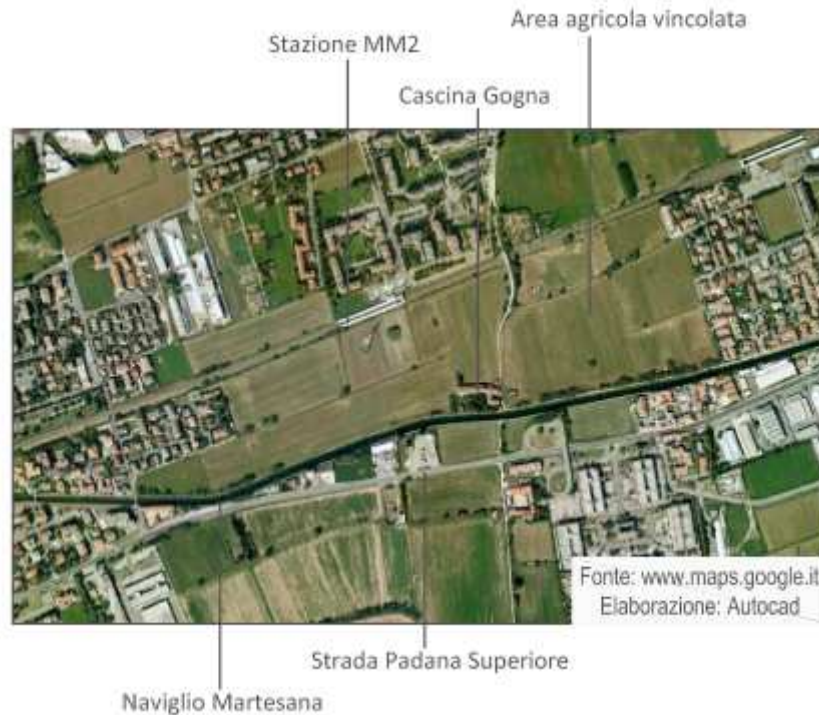 Area agricola vincolata
Stazione MM2
Cascina Gogna
Fonte: www.maps.google.it
Elaborazione: Autocad
Strada Padana Superiore
Naviglio Martesana